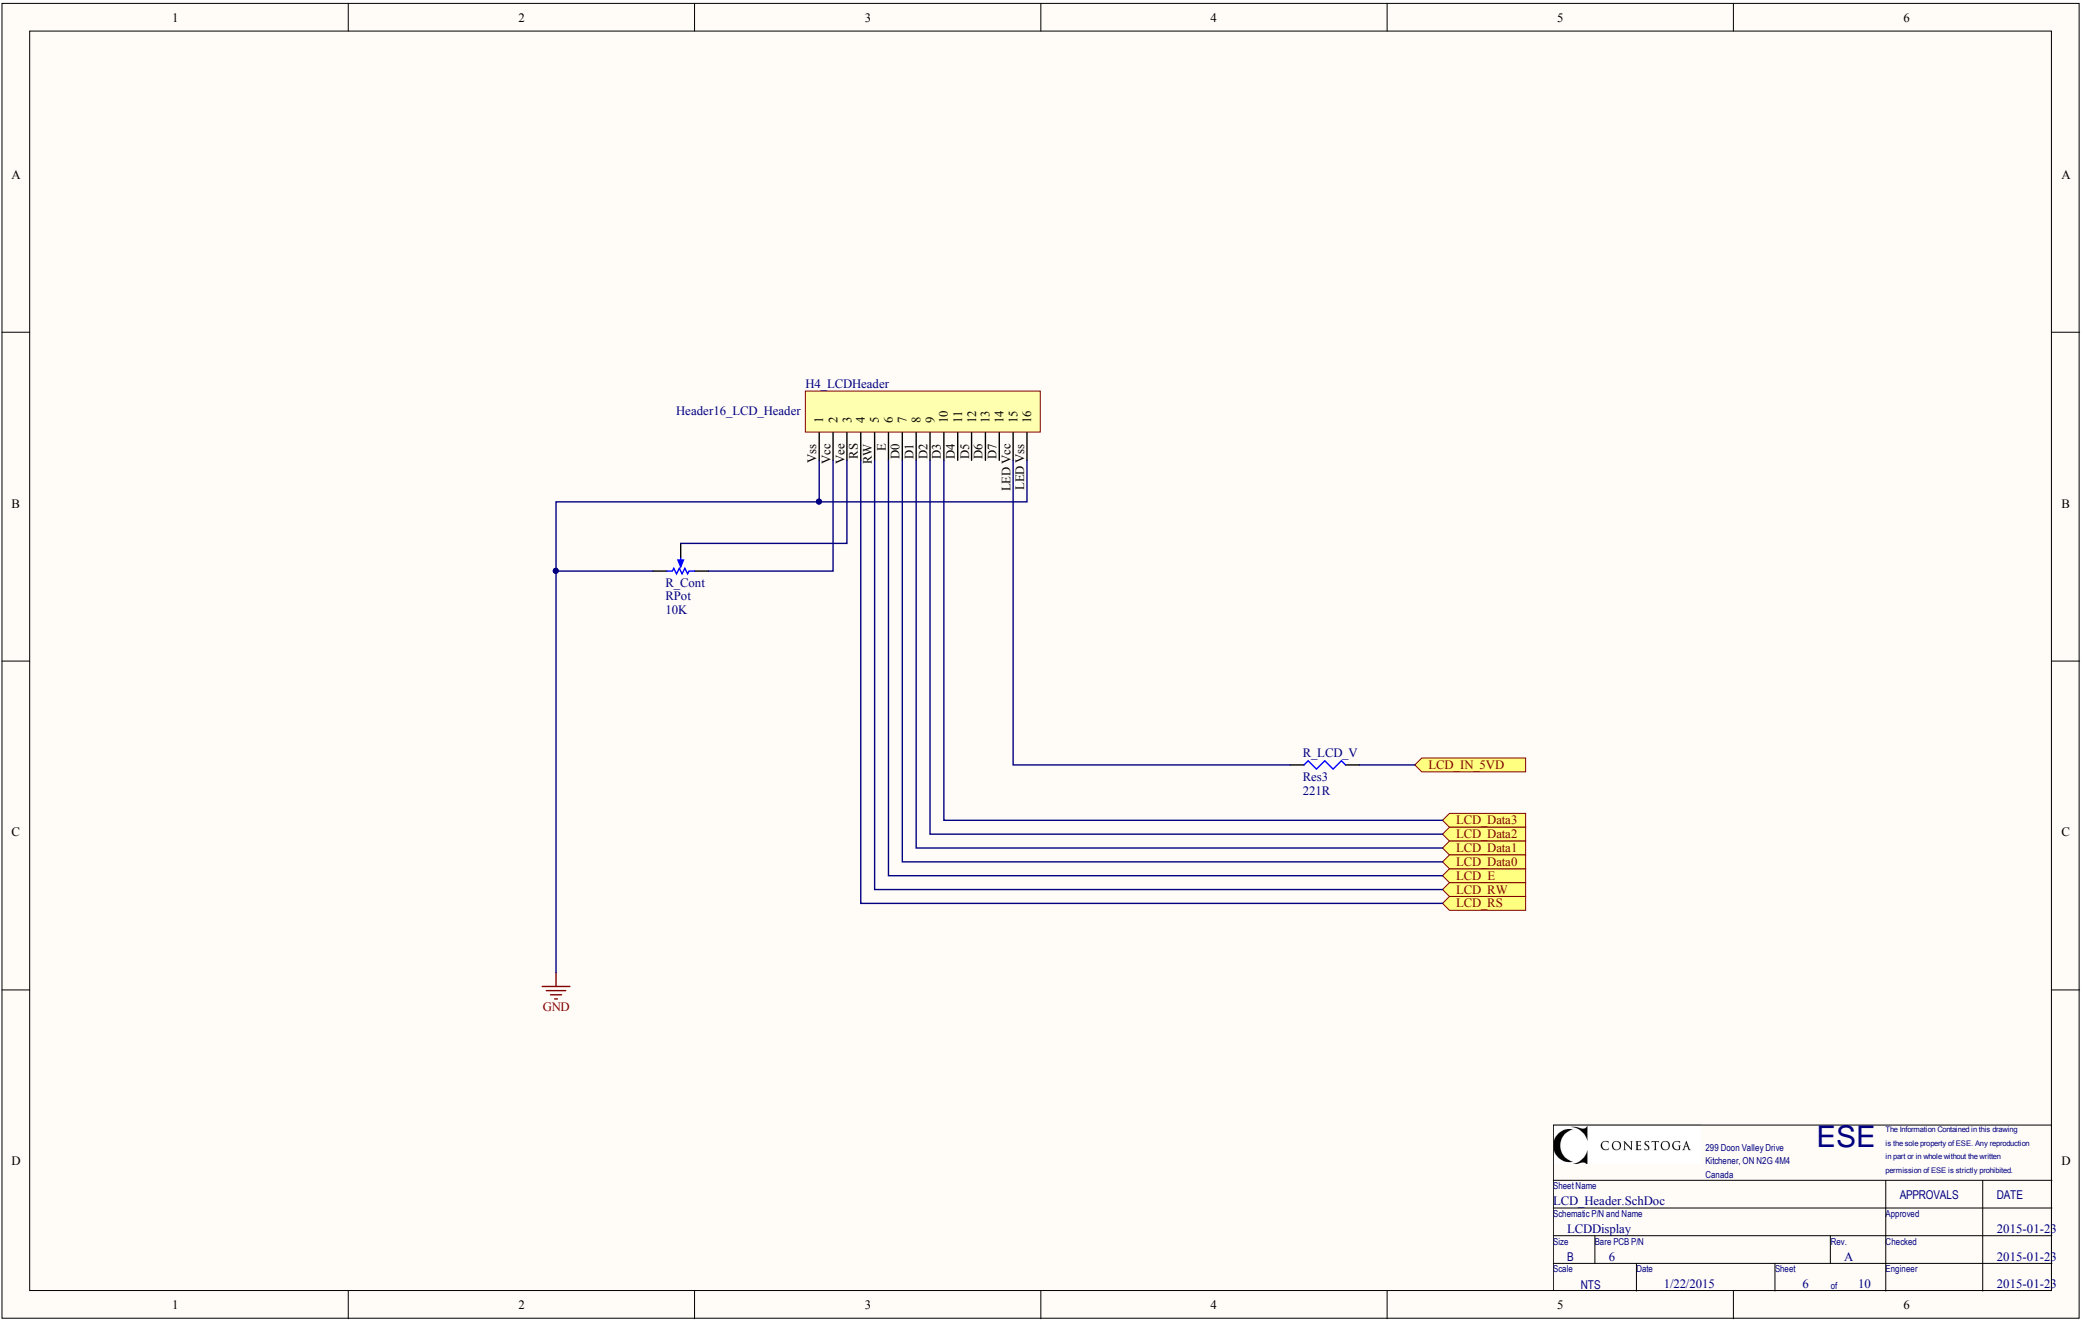 1 2 3 4 5 6
A A
H4_LCDHeader
Header16_LCD_Header
1 2 3 4 5 6 7 8 9 10 11 12 13 14 15 16
Vss Vcc Vee RS RW E D0 D1 D2 D3 D4 D5 D6 D7 LED Vcc LED Vss
B B
R_Cont
RPot
10K
R_LCD_V
LCD_IN_5VD
Res3
221R
LCD_Data3
C C
LCD_Data2
LCD_Data1
LCD_Data0
LCD_E
LCD_RW
LCD_RS
GND
D D
CONESTOGA
299 Doon Valley Drive
Kitchener, ON N2G 4M4
Canada
ESE
The Information Contained in this drawing
is the sole property of ESE. Any reproduction
in part or in whole without the written
permission of ESE is strictly prohibited.
Sheet Name
LCD_Header.SchDoc
APPROVALS DATE
Schematic P/N and Name
LCDDisplay
Approved
2015-01-23
Size Bare PCB P/N Rev. Checked
B 6 A 2015-01-23
Scale Date Sheet Engineer
NTS 1/22/2015 6 of 10 2015-01-23
1 2 3 4 5 6